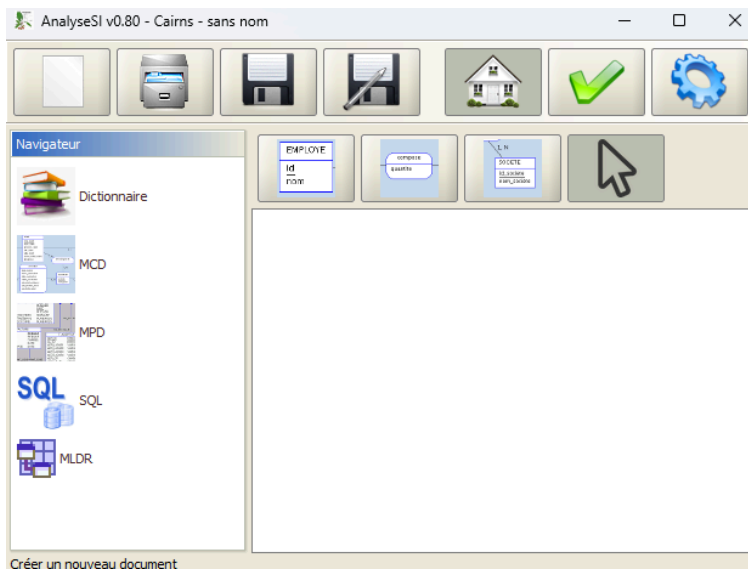 AnalyseSI v0.80 - Cairns - sans nom
Navigateur
Dictionnaire
MCD
MPD
SQL
SQL
MLDR
EMPLOYE
id
nom
compose
quantite
1, N
SOCIETE
id_societe
nom_societe
Créer un nouveau document